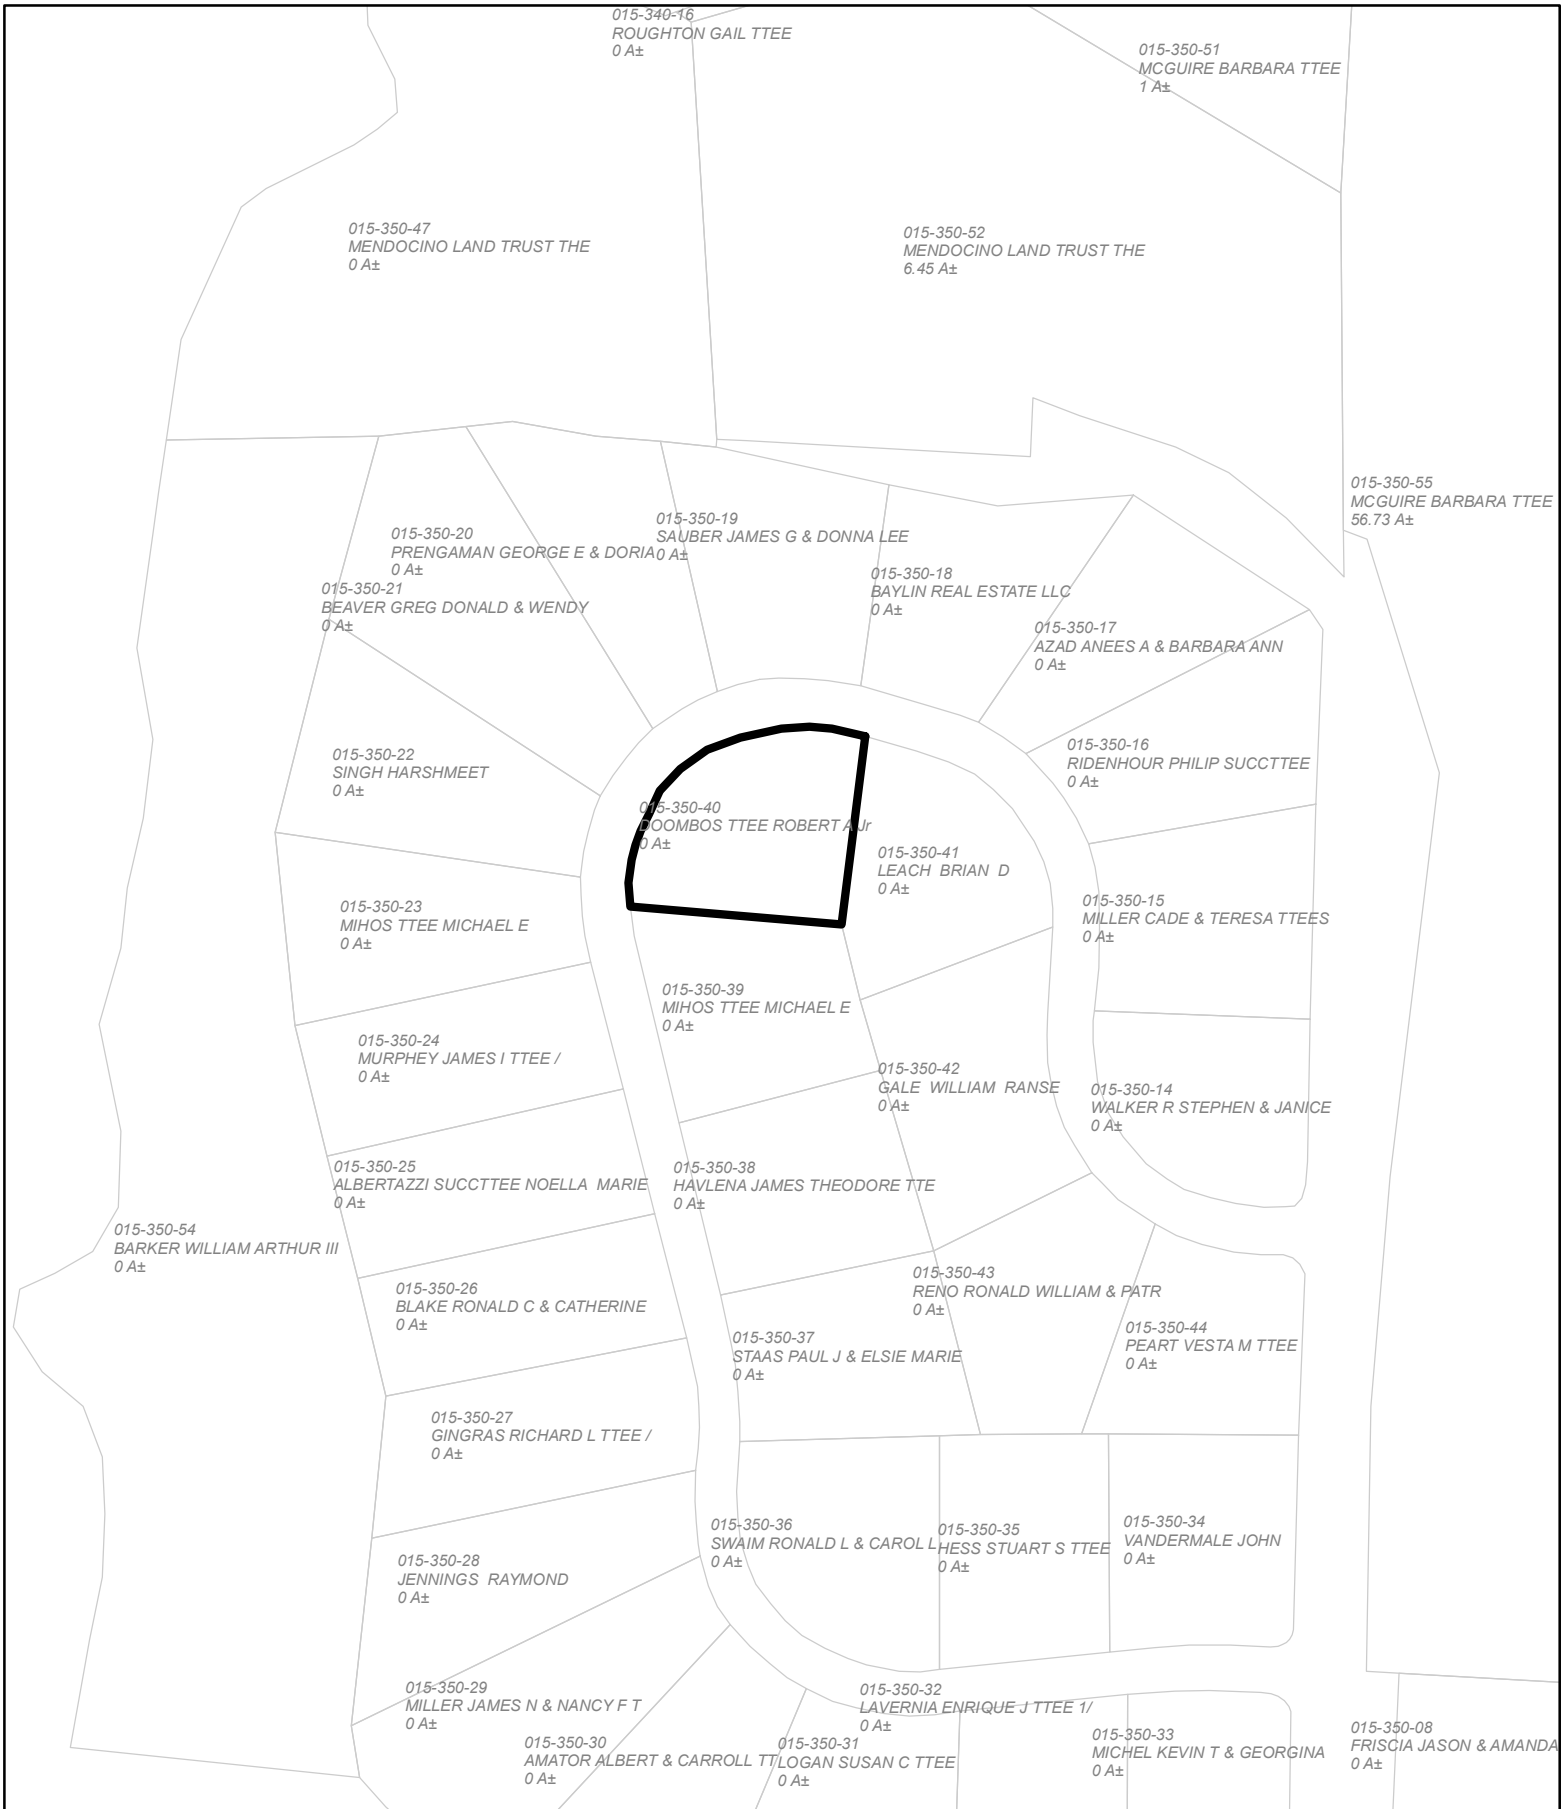 015-340-16
ROUGHTON GAIL TTEE
0 A±
015-350-51
MCGUIRE BARBARA TTEE
1 A±
015-350-47
MENDOCINO LAND TRUST THE
0 A±
015-350-52
MENDOCINO LAND TRUST THE
6.45 A±
015-350-55
MCGUIRE BARBARA TTEE
56.73 A±
015-350-20
PRENGAMAN GEORGE E & DORIA
0 A±
015-350-19
SAUBER JAMES G & DONNA LEE
0 A±
015-350-21
BEAVER GREG DONALD & WENDY
0 A±
015-350-18
BAYLIN REAL ESTATE LLC
0 A±
015-350-17
AZAD ANEES A & BARBARA ANN
0 A±
015-350-22
SINGH HARSHMEET
0 A±
015-350-16
RIDENHOUR PHILIP SUCCTTEE
0 A±
015-350-40
DOOMBOS TTEE ROBERT A Jr
0 A±
015-350-41
LEACH  BRIAN  D
0 A±
015-350-23
MIHOS TTEE MICHAEL E
0 A±
015-350-15
MILLER CADE & TERESA TTEES
0 A±
015-350-39
MIHOS TTEE MICHAEL E
0 A±
015-350-24
MURPHEY JAMES I TTEE /
0 A±
015-350-42
GALE  WILLIAM  RANSE
0 A±
015-350-14
WALKER R STEPHEN & JANICE
0 A±
015-350-25
ALBERTAZZI SUCCTTEE NOELLA  MARIE
0 A±
015-350-38
HAVLENA JAMES THEODORE TTE
0 A±
015-350-54
BARKER WILLIAM ARTHUR III
0 A±
015-350-26
BLAKE RONALD C & CATHERINE
0 A±
015-350-43
RENO RONALD WILLIAM & PATR
0 A±
015-350-37
STAAS PAUL J & ELSIE MARIE
0 A±
015-350-44
PEART VESTA M TTEE
0 A±
015-350-27
GINGRAS RICHARD L TTEE /
0 A±
015-350-36
SWAIM RONALD L & CAROL L
0 A±
015-350-35
HESS STUART S TTEE
0 A±
015-350-34
VANDERMALE JOHN
0 A±
015-350-28
JENNINGS  RAYMOND
0 A±
015-350-29
MILLER JAMES N & NANCY F T
0 A±
015-350-32
LAVERNIA ENRIQUE J TTEE 1/
0 A±
015-350-30
AMATOR ALBERT & CARROLL TT
0 A±
015-350-31
LOGAN SUSAN C TTEE
0 A±
015-350-33
MICHEL KEVIN T & GEORGINA
0 A±
015-350-08
FRISCIA JASON & AMANDA
0 A±